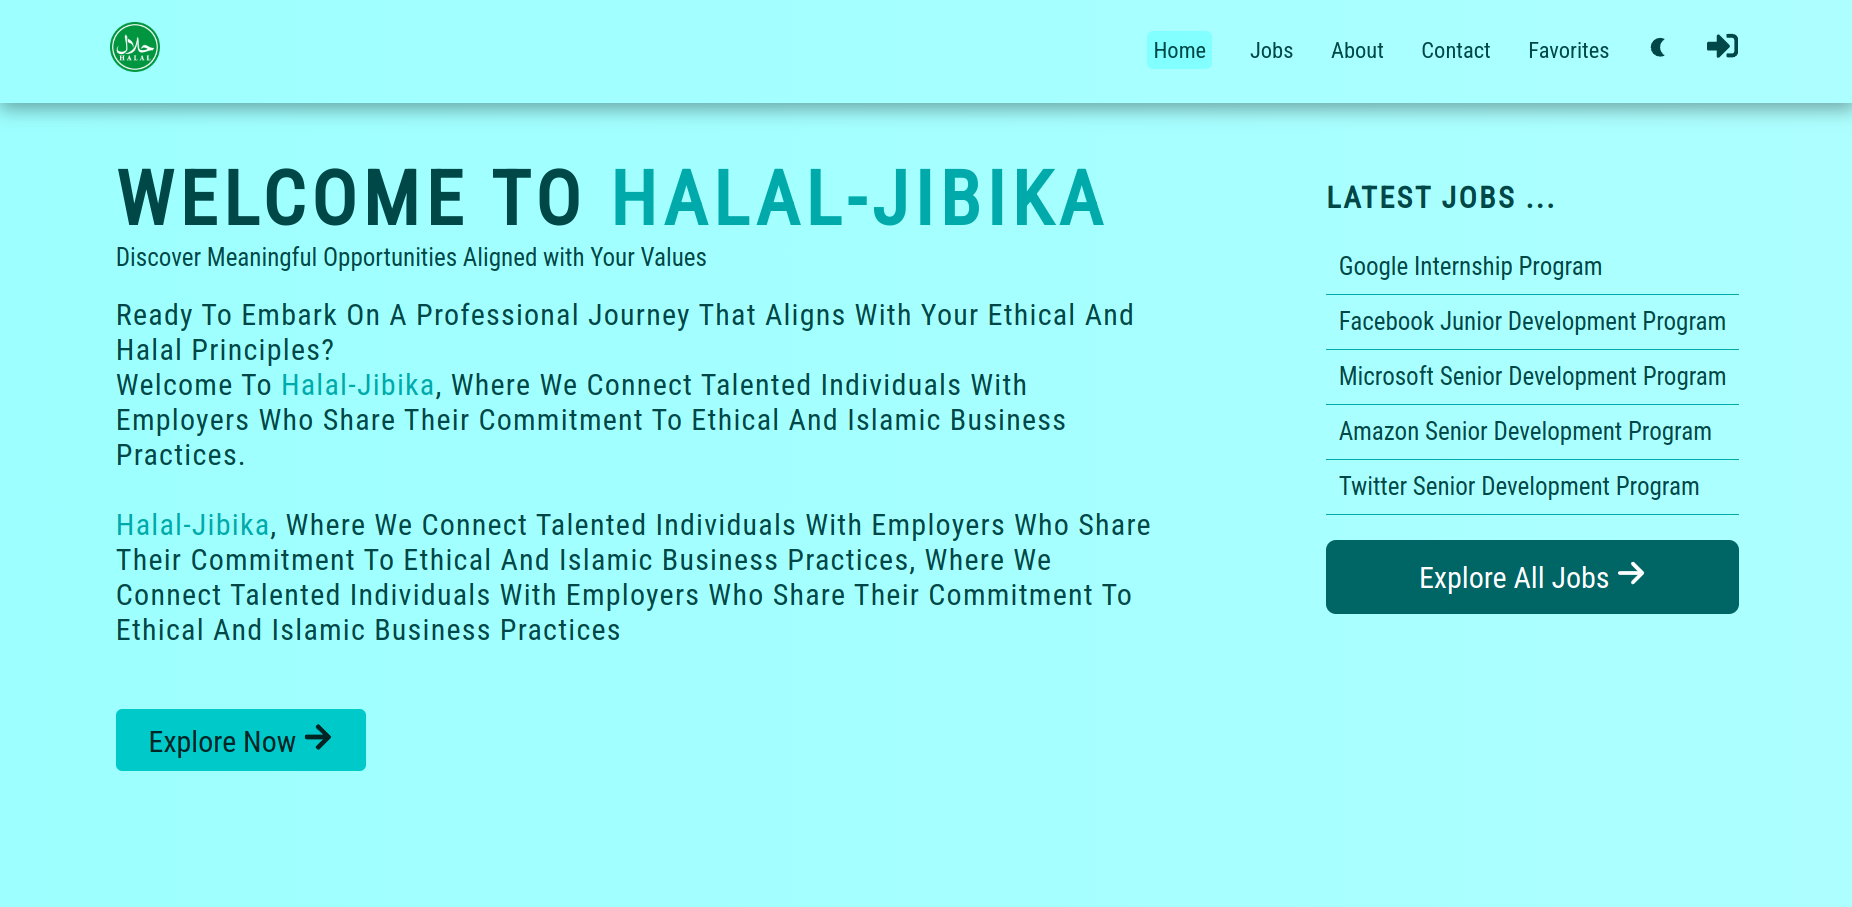 حلال
HALAL
Home
Jobs
About
Contact
Favorites
WELCOME TO HALAL-JIBIKA
Discover Meaningful Opportunities Aligned with Your Values
Ready To Embark On A Professional Journey That Aligns With Your Ethical And
Halal Principles?
Welcome To Halal-Jibika, Where We Connect Talented Individuals With
Employers Who Share Their Commitment To Ethical And Islamic Business
Practices.
Halal-Jibika, Where We Connect Talented Individuals With Employers Who Share
Their Commitment To Ethical And Islamic Business Practices, Where We
Connect Talented Individuals With Employers Who Share Their Commitment To
Ethical And Islamic Business Practices
Explore Now
LATEST JOBS ...
Google Internship Program
Facebook Junior Development Program
Microsoft Senior Development Program
Amazon Senior Development Program
Twitter Senior Development Program
Explore All Jobs